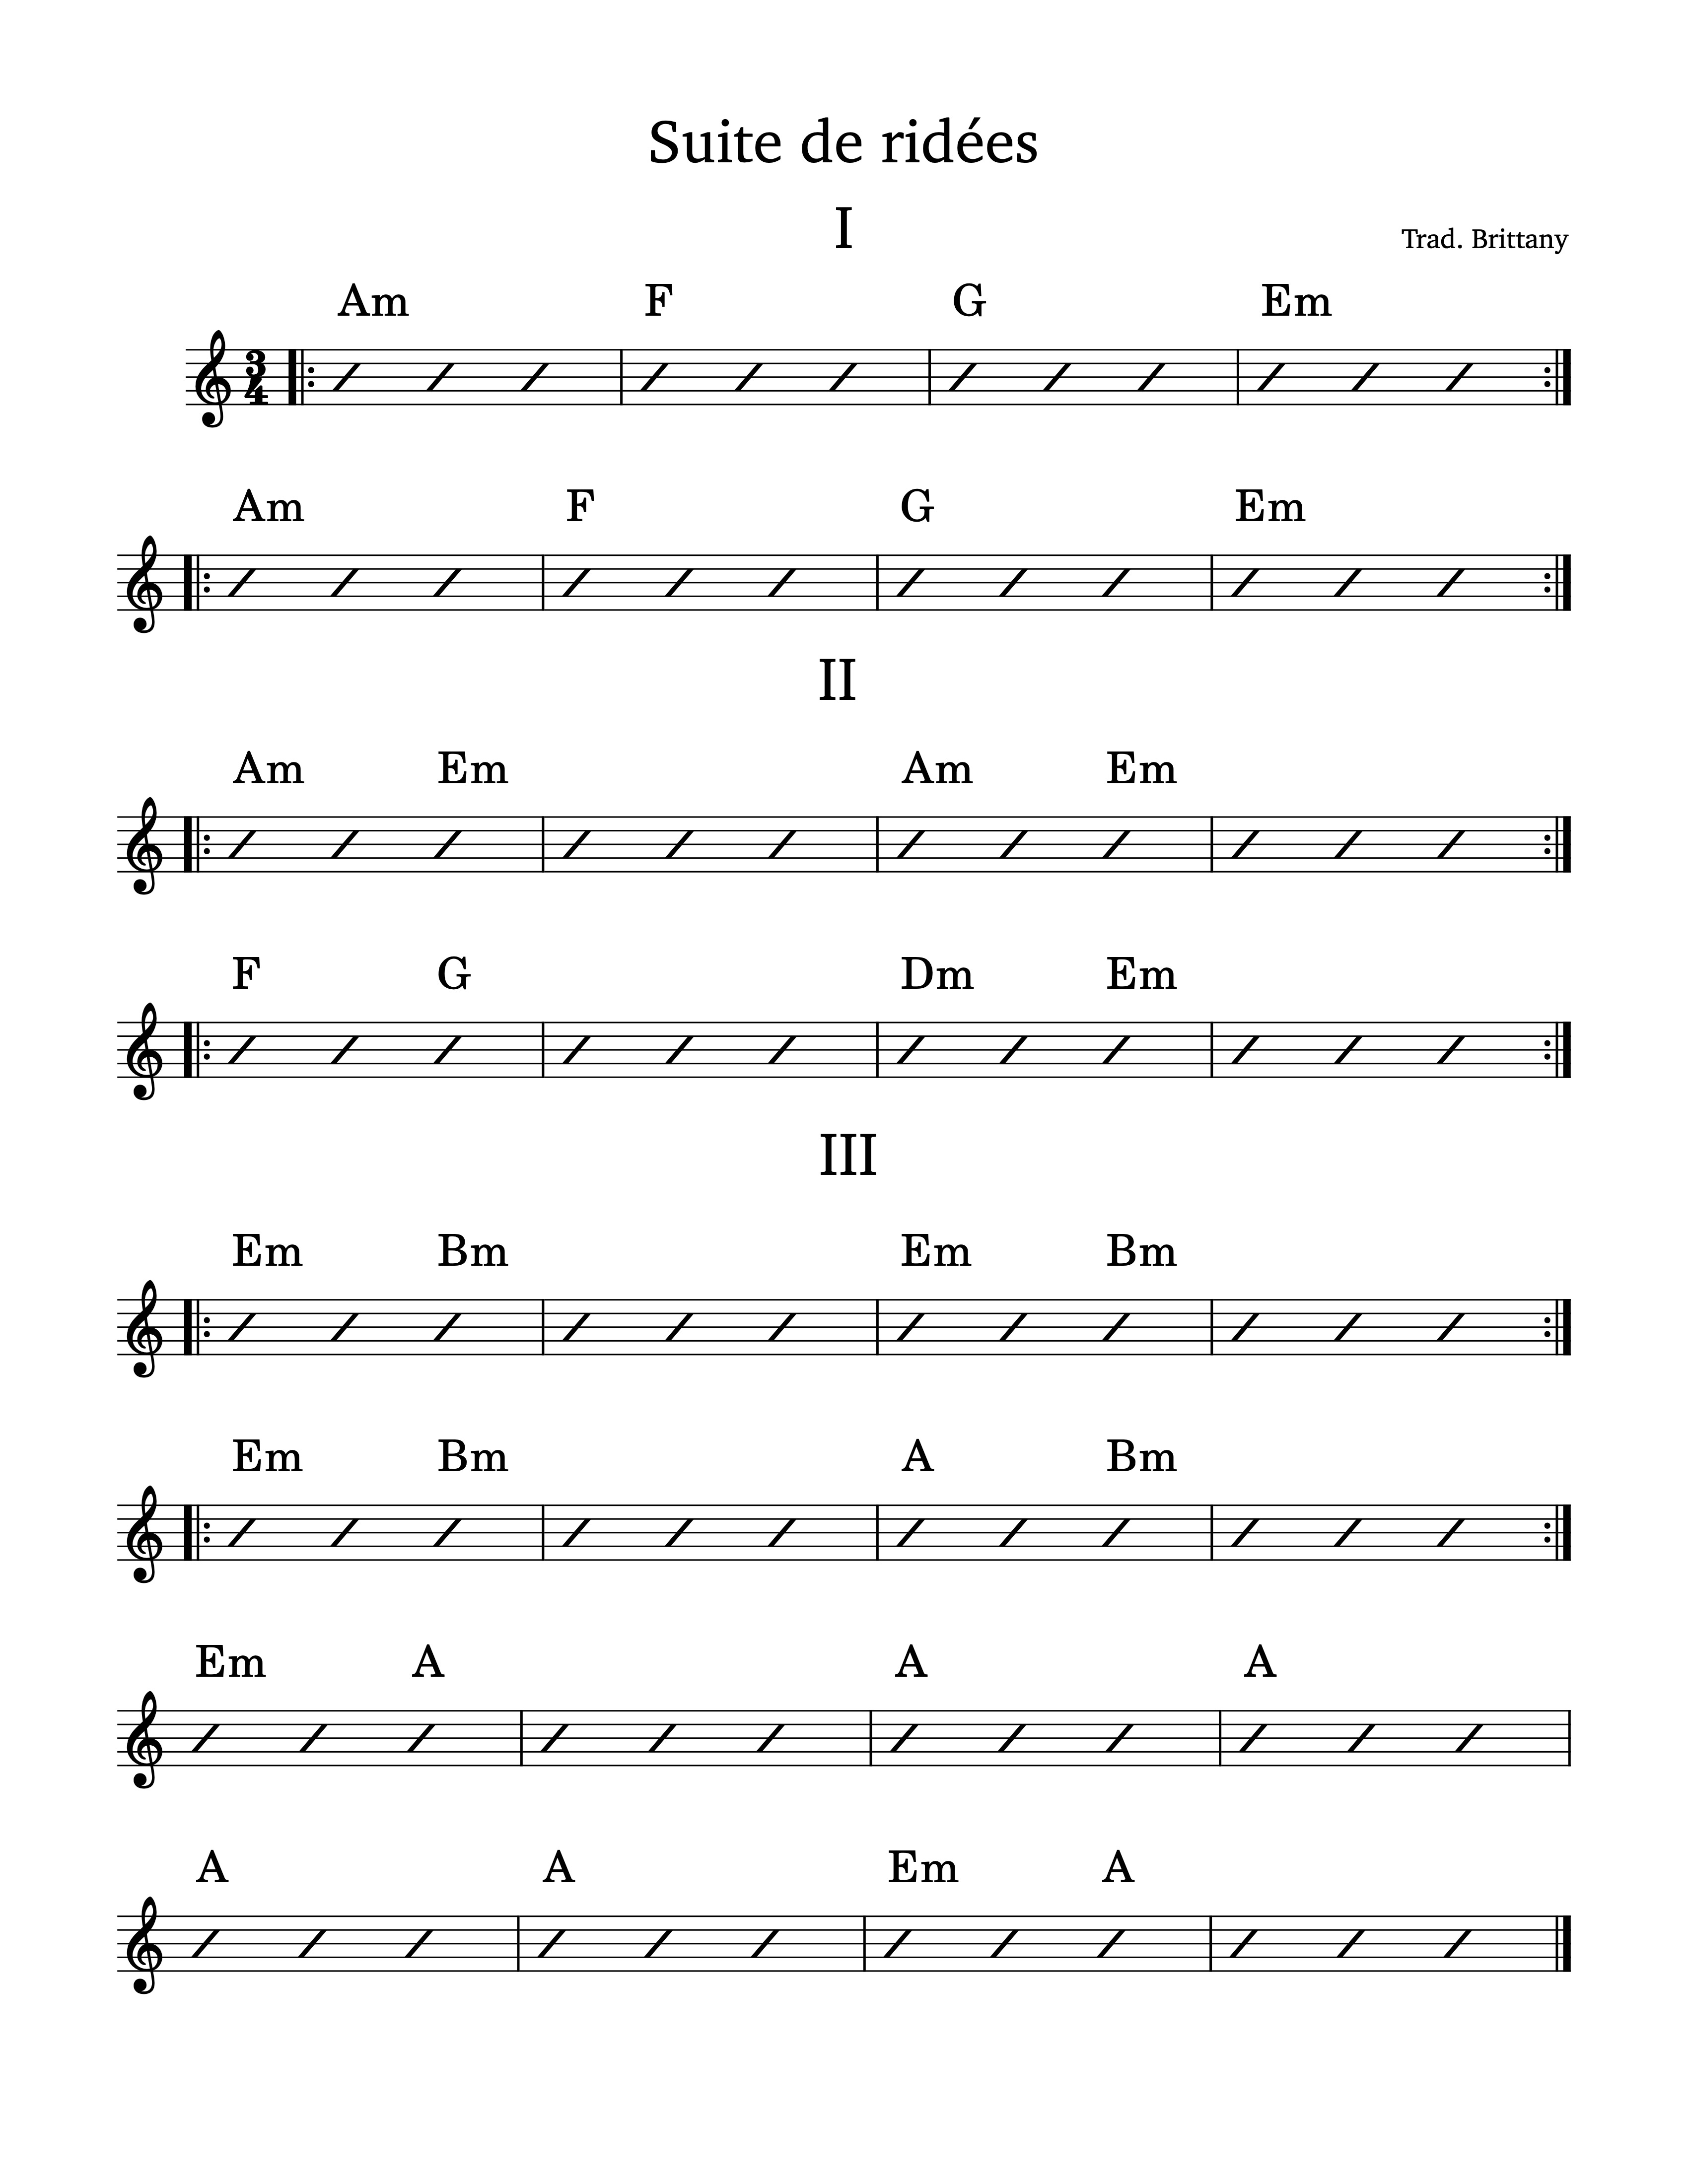 Suite de ridées
I
Trad. Brittany
Am F G Em
3
4
Am F G Em
II
Am Em Am Em
F G Dm Em
III
Em Bm Em Bm
Em Bm A Bm
Em A A A
A A Em A